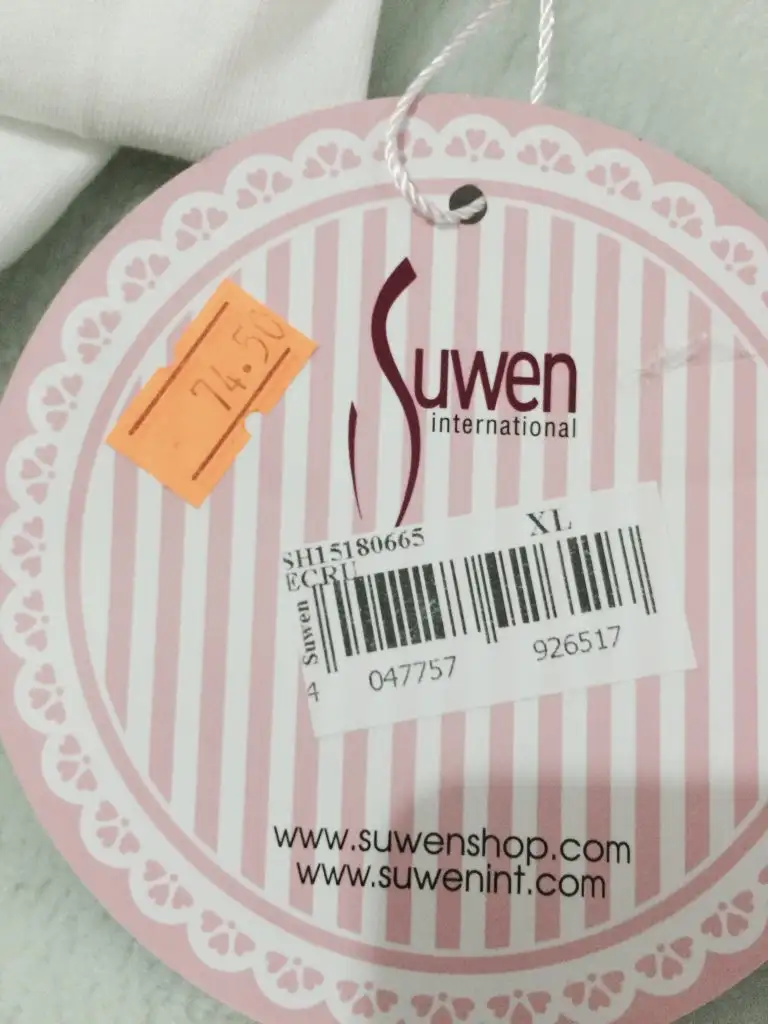 74.50
Suwen
international
SH15180665 XL
ECRU
Suwen
4 047757 926517
www.suwenshop.com
www.suwenint.com